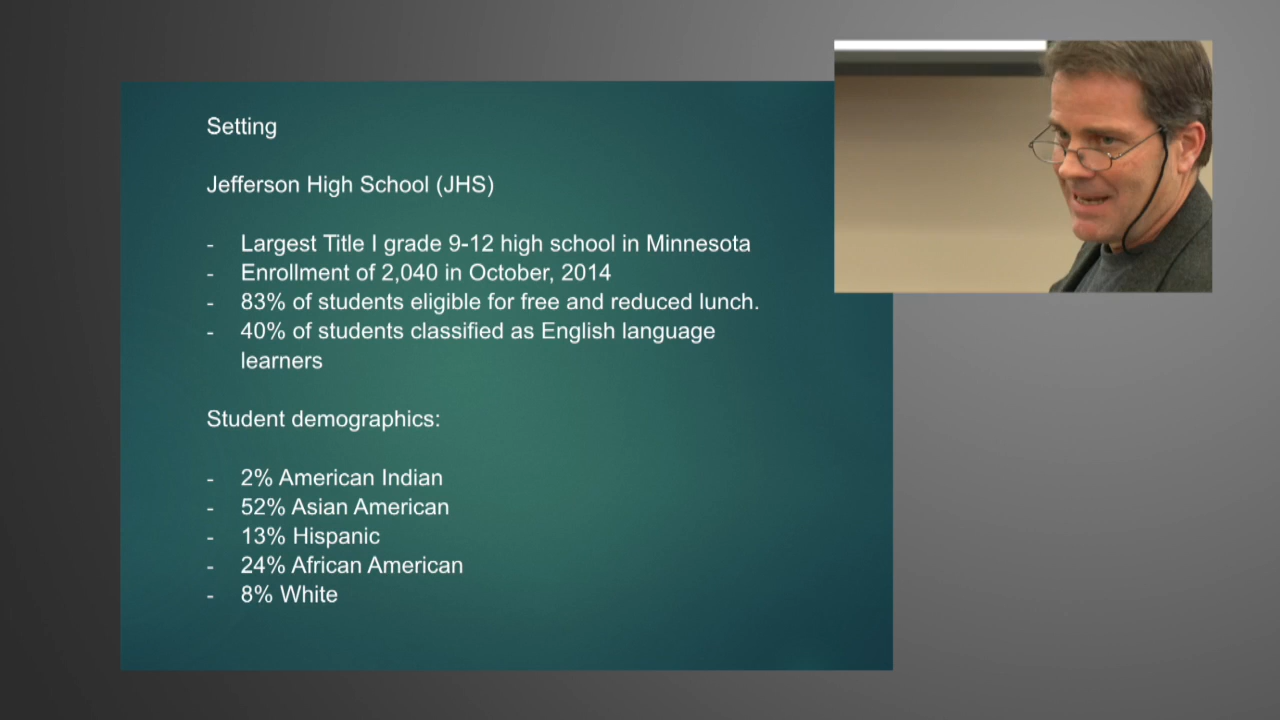 Setting
Jefferson High School (JHS)
- Largest Title I grade 9-12 high school in Minnesota
- Enrollment of 2,040 in October, 2014
- 83% of students eligible for free and reduced lunch.
- 40% of students classified as English language
learners
Student demographics:
- 2% American Indian
- 52% Asian American
- 13% Hispanic
- 24% African American
- 8% White